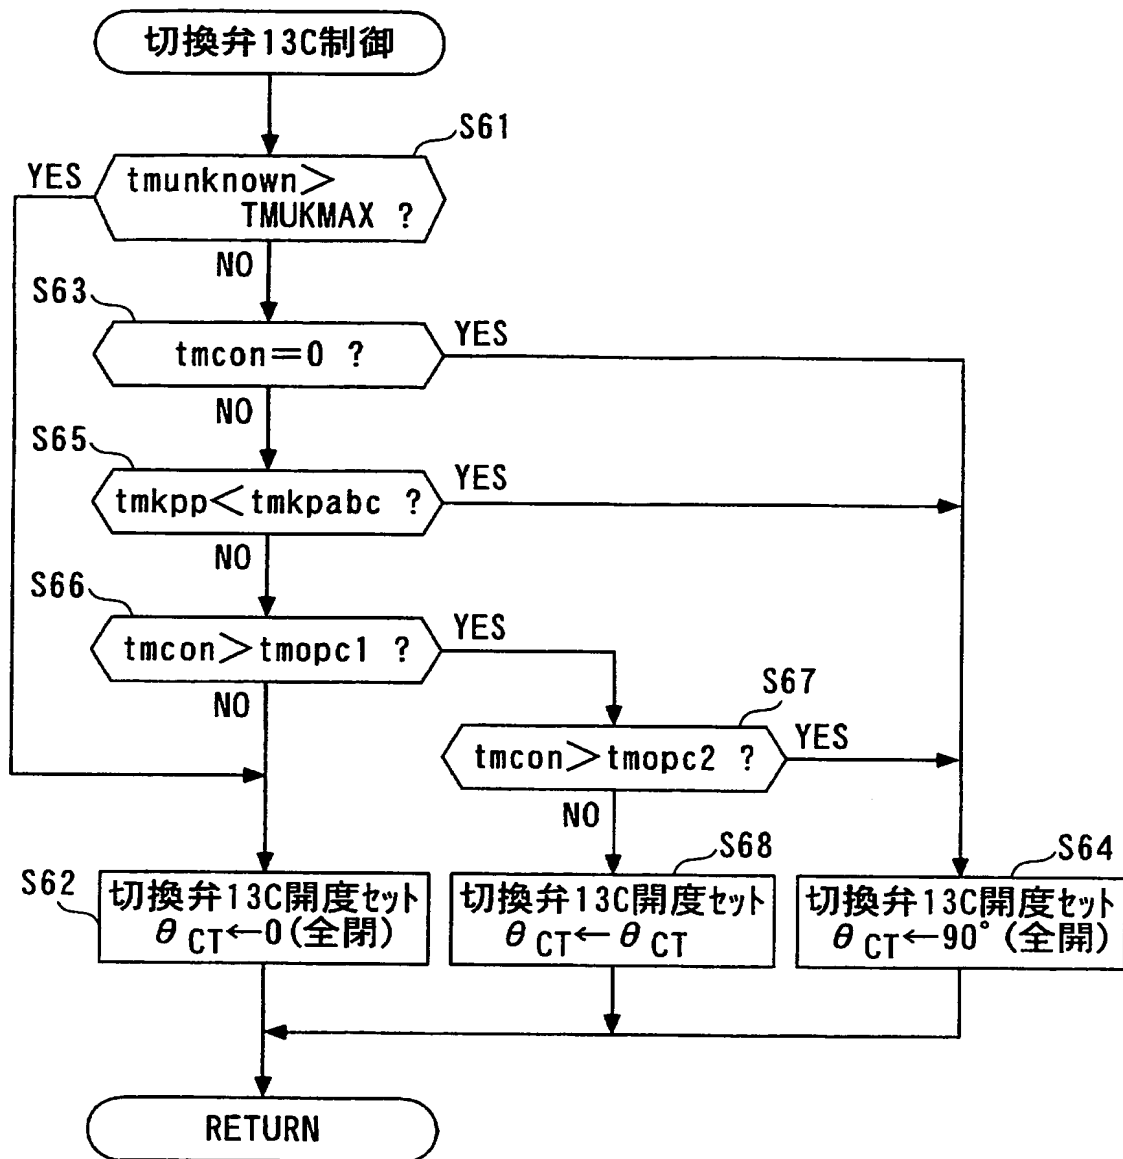 切換弁13C制御
S61
YES
tmunknown>
TMUKMAX ?
NO
S63
YES
tmcon=0 ?
NO
S65
YES
tmkpp<tmkpabc ?
NO
S66
YES
tmcon>tmopc1 ?
NO
S67
YES
tmcon>tmopc2 ?
NO
S62
切換弁13C開度セット
θCT←0(全閉)
S68
切換弁13C開度セット
θCT←θCT
S64
切換弁13C開度セット
θCT←90°(全開)
RETURN